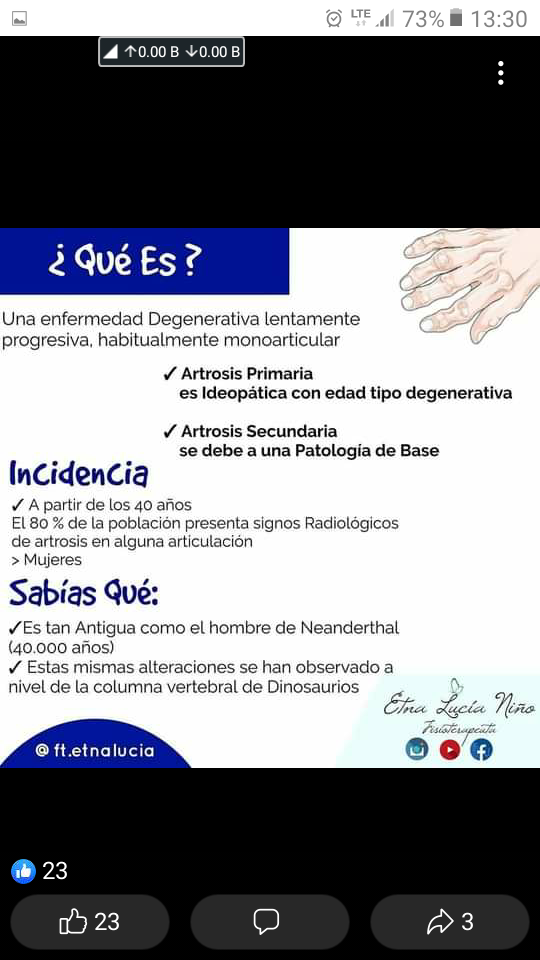 LTE
73%
13:30
↑0.00 B ↓0.00 B
¿Qué Es?
Una enfermedad Degenerativa lentamente
progresiva, habitualmente monoarticular
✓ Artrosis Primaria
es Ideopática con edad tipo degenerativa
✓ Artrosis Secundaria
se debe a una Patología de Base
Incidencia
✓ A partir de los 40 años
El 80 % de la población presenta signos Radiológicos
de artrosis en alguna articulación
> Mujeres
Sabías Qué:
✓Es tan Antigua como el hombre de Neanderthal
(40.000 años)
✓ Estas mismas alteraciones se han observado a
nivel de la columna vertebral de Dinosaurios
Etna Lucía Niño
Fisioterapeuta
@ft.etnalucia
23
23
3